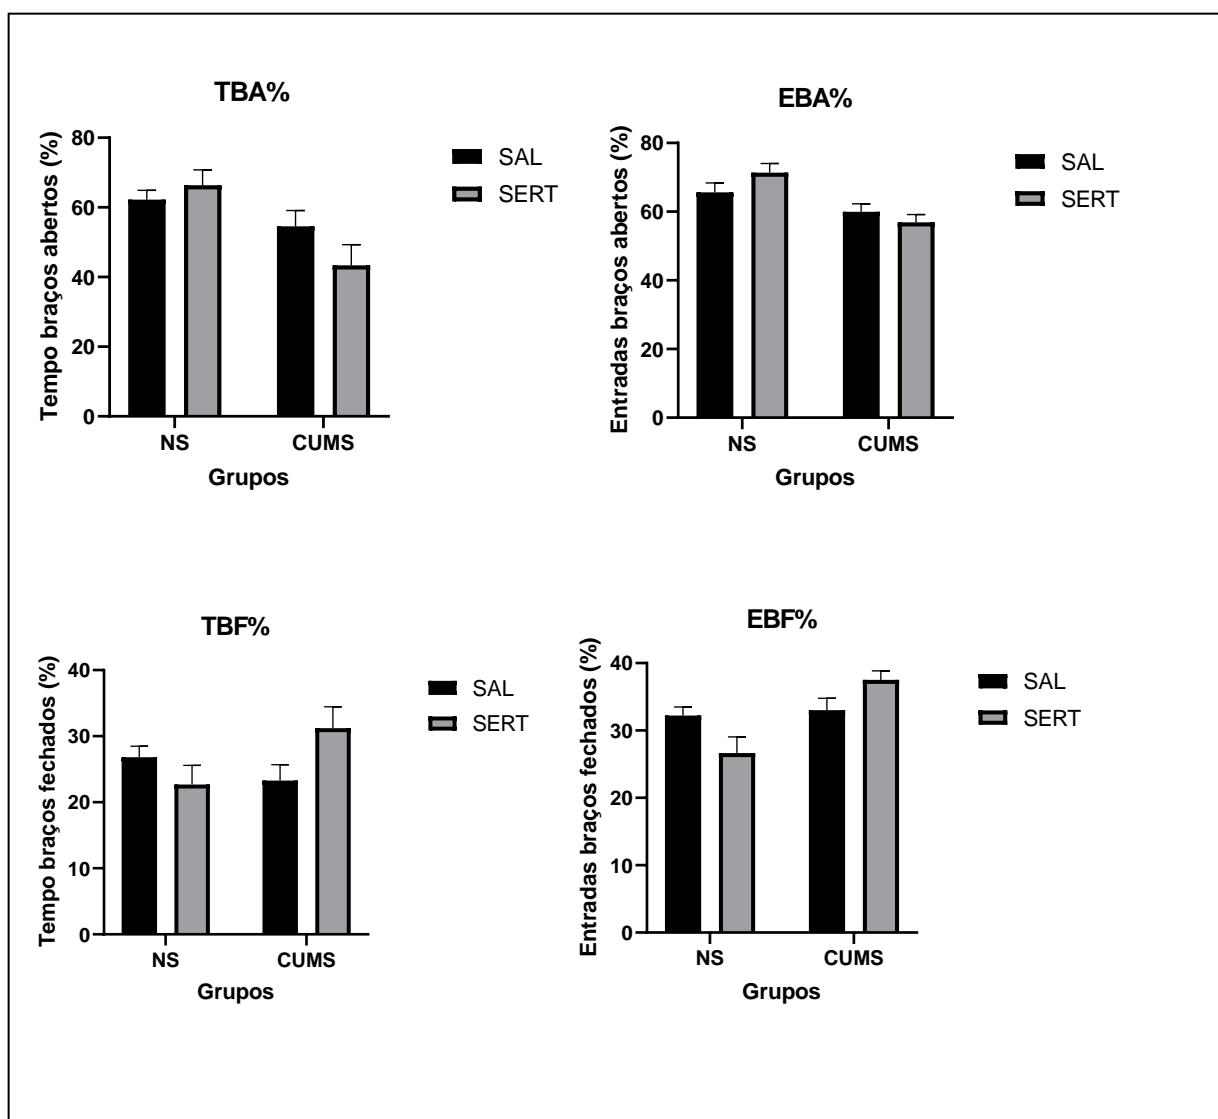 TBA%
Tempo braços abertos (%)
80
60
40
20
0
NS
CUMS
Grupos
SAL
SERT
EBA%
Entradas braços abertos (%)
80
60
40
20
0
NS
CUMS
Grupos
SAL
SERT
TBF%
Tempo braços fechados (%)
40
30
20
10
0
NS
CUMS
Grupos
SAL
SERT
EBF%
Entradas braços fechados (%)
40
30
20
10
0
NS
CUMS
Grupos
SAL
SERT